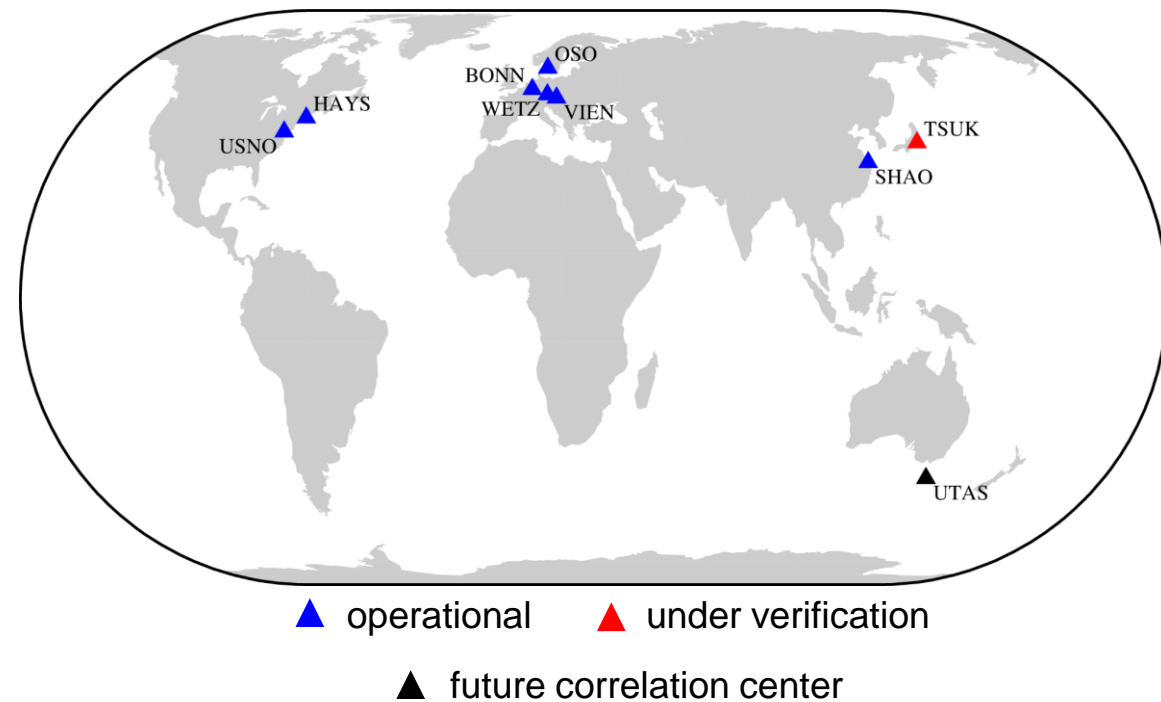 OSO
BONN
HAYS
WETZ
VIEN
TSUK
USNO
SHAO
UTAS
operational
under verification
future correlation center